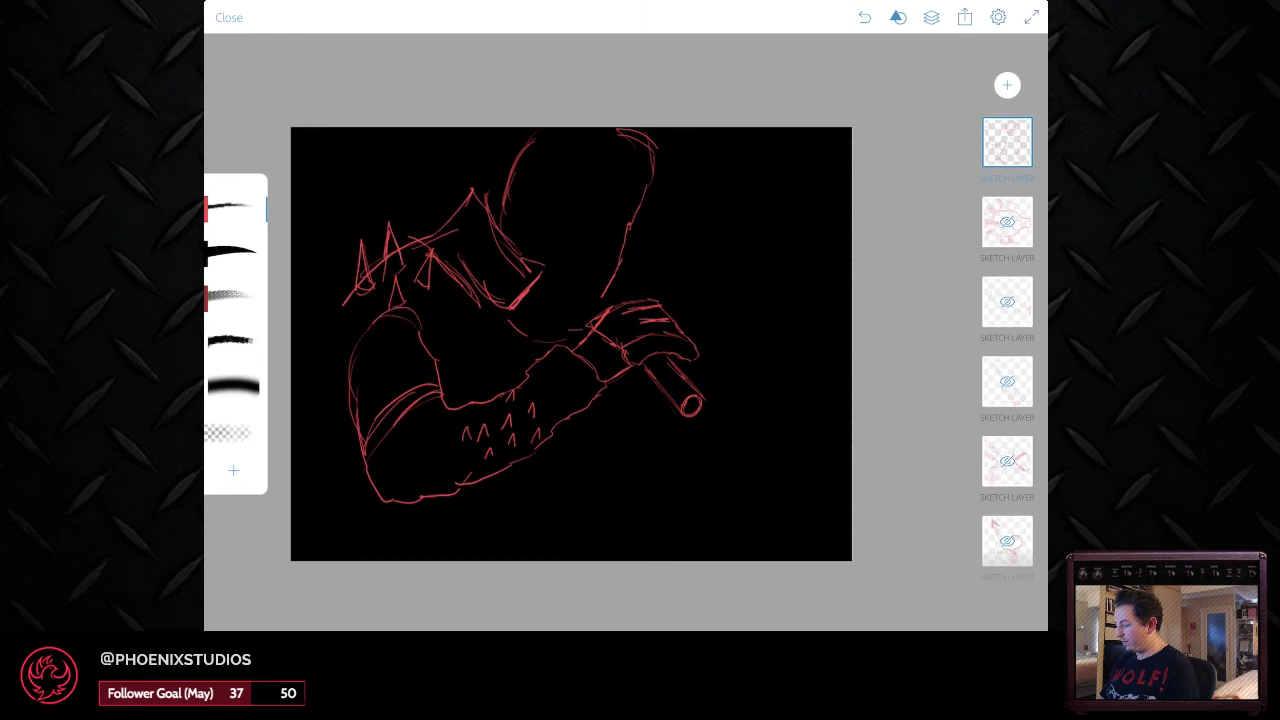 Close
SKETCH LAYER
SKETCH LAYER
SKETCH LAYER
SKETCH LAYER
SKETCH LAYER
SKETCH LAYER
@PHOENIXSTUDIOS
Follower Goal (May) 37 50
WOLF!